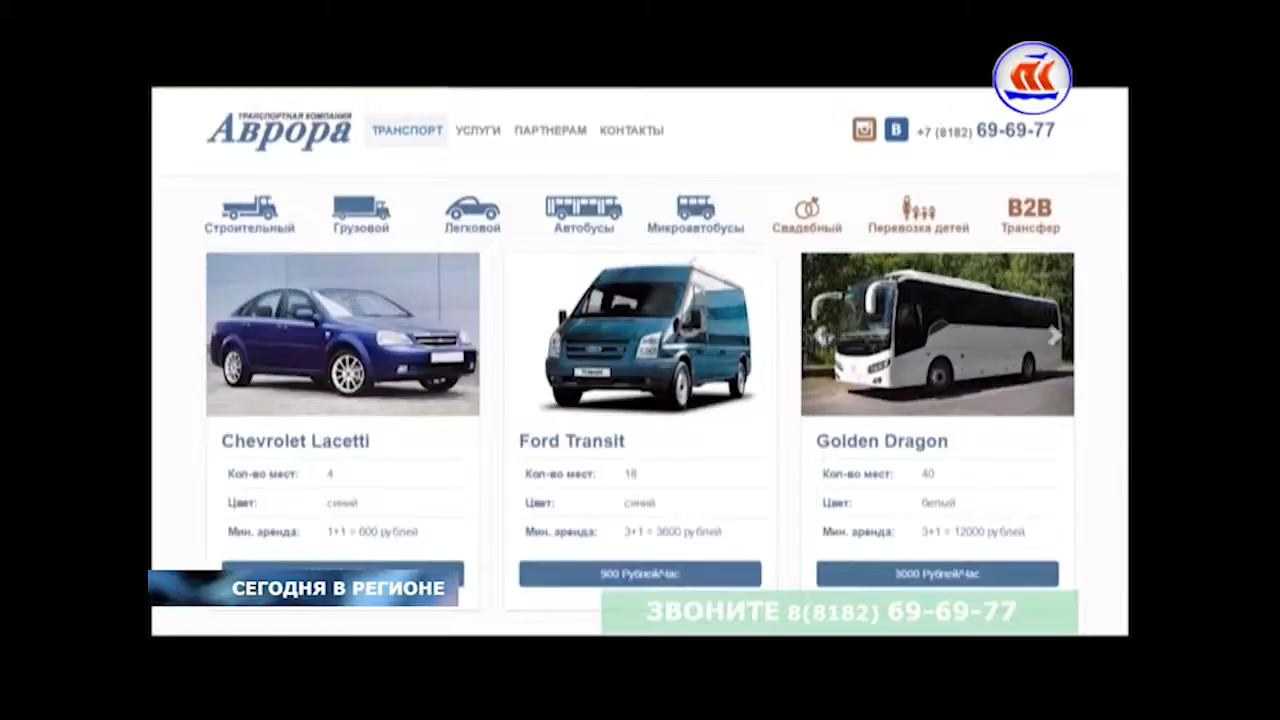 ПК
ТРАНСПОРТНАЯ КОМПАНИЯ
Аврора
ТРАНСПОРТ УСЛУГИ ПАРТНЕРАМ КОНТАКТЫ
В +7 (8182) 69-69-77
Строительный Грузовой Легковой Автобусы Микроавтобусы Свадебный Перевозка детей B2B Трансфер
Transit
Chevrolet Lacetti
Кол-во мест: 4
Цвет: синий
Мин. аренда: 1+1 = 600 рублей
Ford Transit
Кол-во мест: 18
Цвет: синий
Мин. аренда: 3+1 = 3600 рублей
900 Рублей/Час
Golden Dragon
Кол-во мест: 40
Цвет: белый
Мин. аренда: 3+1 = 12000 рублей
3000 Рублей/Час
СЕГОДНЯ В РЕГИОНЕ
ЗВОНИТЕ 8(8182) 69-69-77